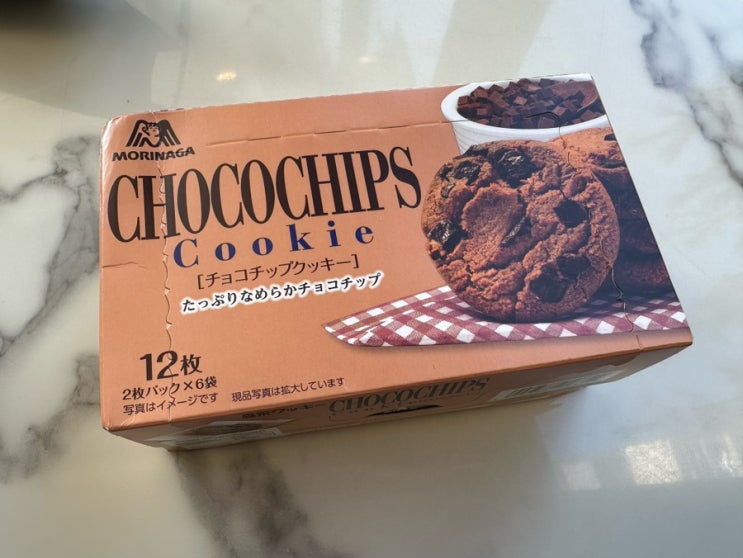 MORINAGA
CHOCOCHIPS
Cookie
[チョコチップクッキー]
たっぷりなめらかチョコチップ
12枚
2枚パック×6袋
写真はイメージです 現品写真は拡大しています
CHOCOCHIPS